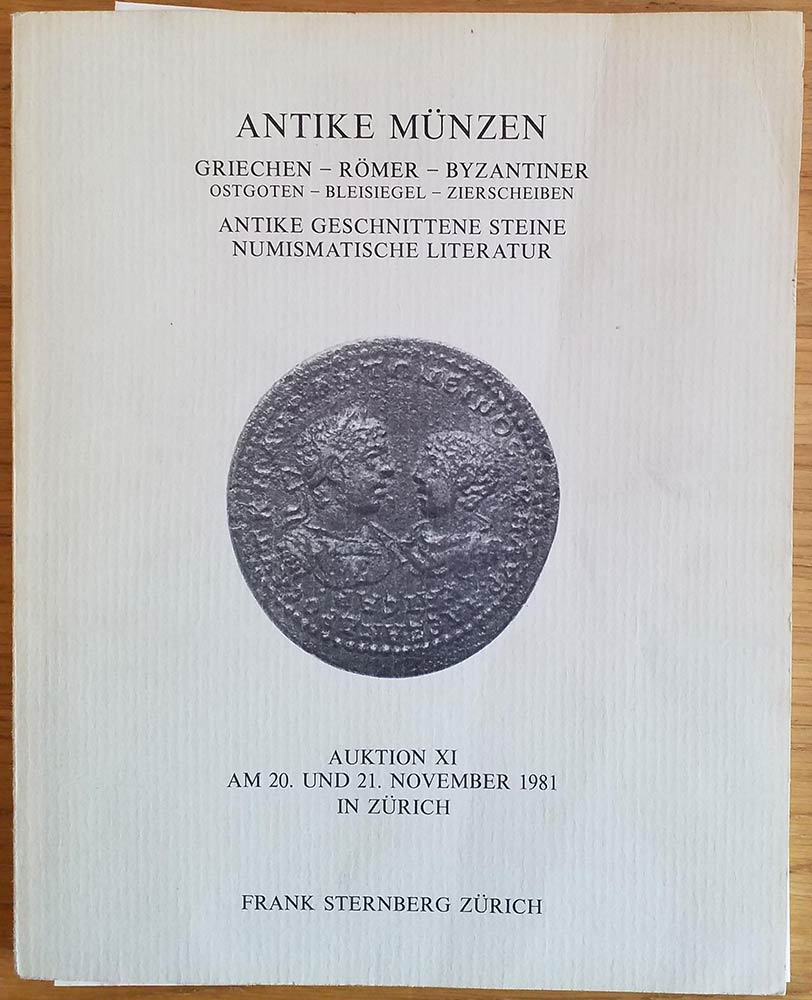 ANTIKE MÜNZEN
GRIECHEN – RÖMER – BYZANTINER
OSTGOTEN – BLEISIEGEL – ZIERSCHEIBEN
ANTIKE GESCHNITTENE STEINE
NUMISMATISCHE LITERATUR
AUKTION XI
AM 20. UND 21. NOVEMBER 1981
IN ZÜRICH
FRANK STERNBERG ZÜRICH